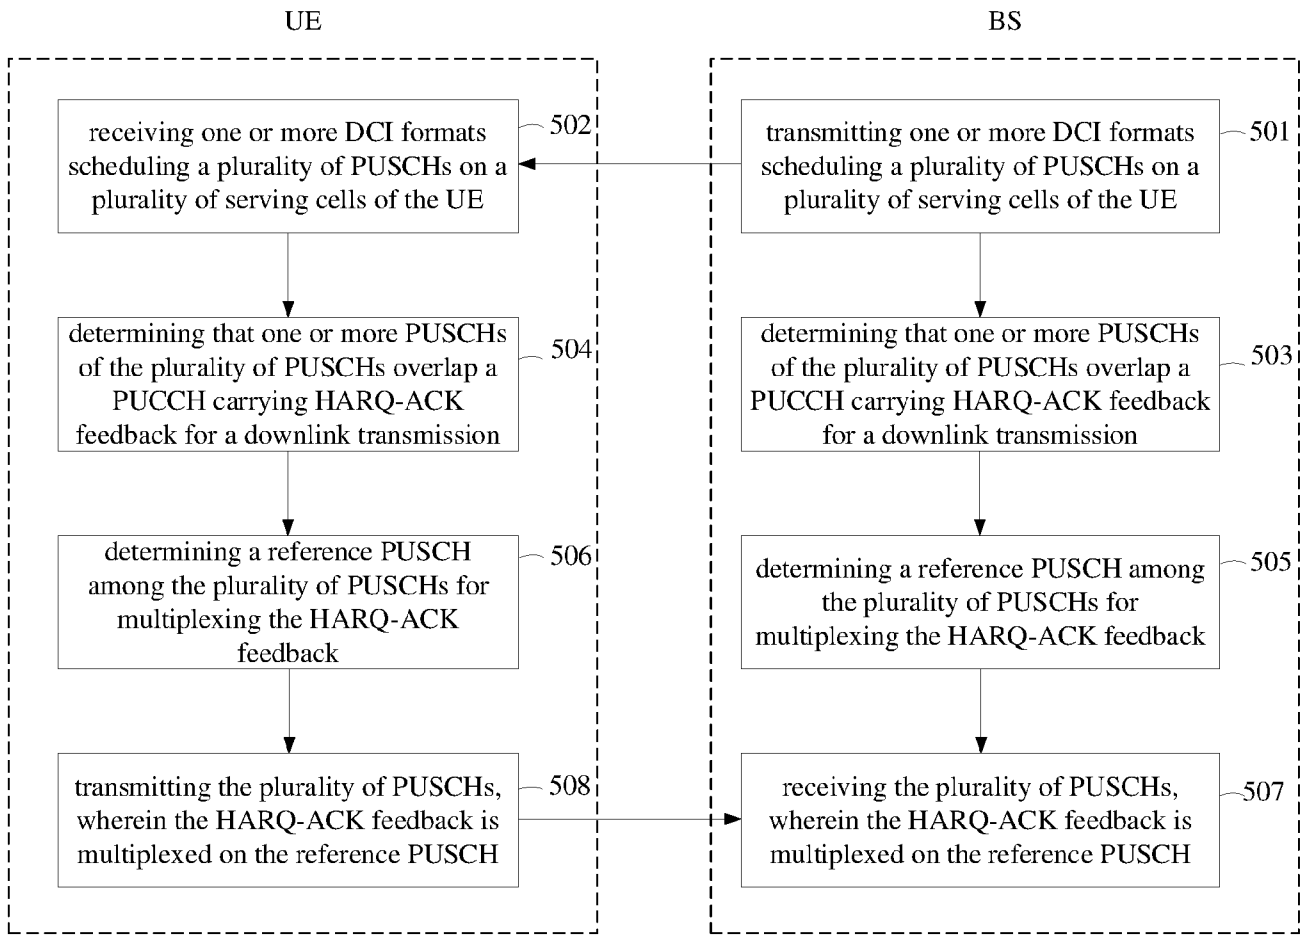 UE
receiving one or more DCI formats
scheduling a plurality of PUSCHs on a
plurality of serving cells of the UE
502
determining that one or more PUSCHs
of the plurality of PUSCHs overlap a
PUCCH carrying HARQ-ACK
feedback for a downlink transmission
504
determining a reference PUSCH
among the plurality of PUSCHs for
multiplexing the HARQ-ACK
feedback
506
transmitting the plurality of PUSCHs,
wherein the HARQ-ACK feedback is
multiplexed on the reference PUSCH
508
BS
transmitting one or more DCI formats
scheduling a plurality of PUSCHs on a
plurality of serving cells of the UE
501
determining that one or more PUSCHs
of the plurality of PUSCHs overlap a
PUCCH carrying HARQ-ACK feedback
for a downlink transmission
503
determining a reference PUSCH among
the plurality of PUSCHs for
multiplexing the HARQ-ACK feedback
505
receiving the plurality of PUSCHs,
wherein the HARQ-ACK feedback is
multiplexed on the reference PUSCH
507